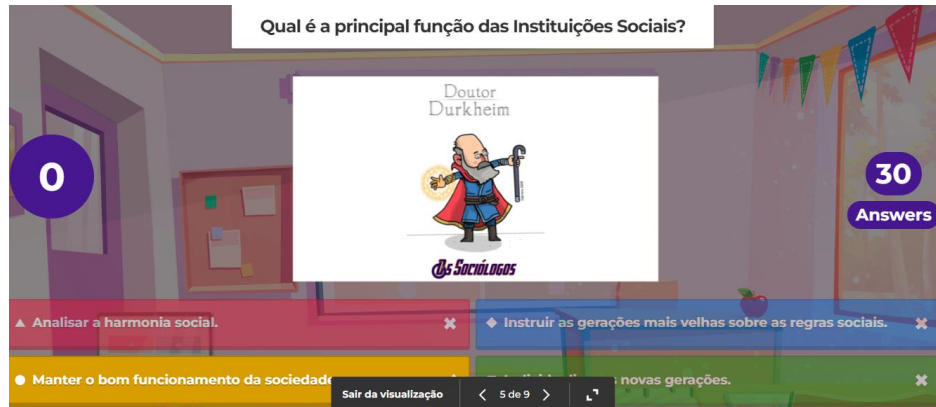 Qual é a principal função das Instituições Sociais?
Doutor
Durkheim
Os Sociólogos
0
30
Answers
Analisar a harmonia social.
Instruir as gerações mais velhas sobre as regras sociais.
Manter o bom funcionamento da sociedade
novas gerações.
Sair da visualização
5 de 9